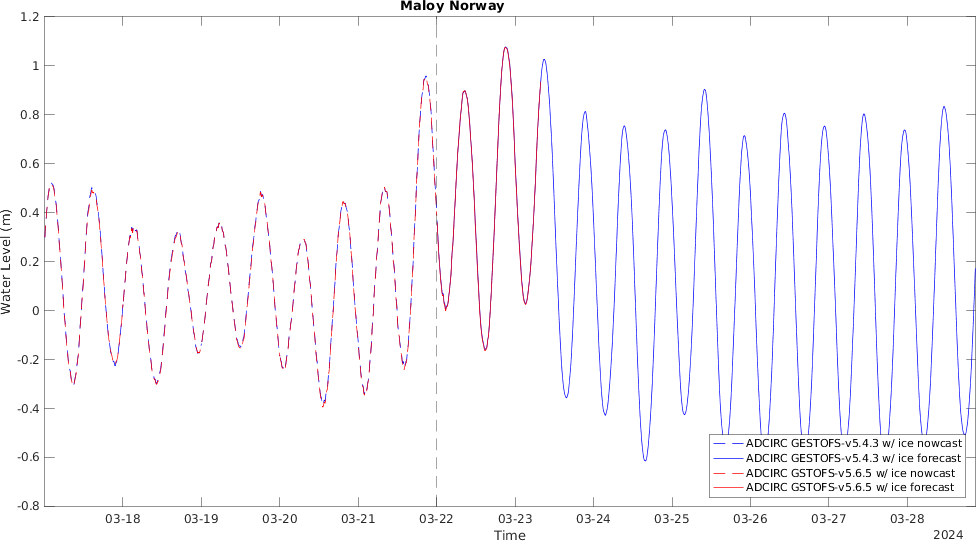 Maloy Norway
1.2
1
0.8
0.6
0.4
0.2
0
-0.2
-0.4
-0.6
-0.8
Water Level (m)
ADCIRC GESTOFS-v5.4.3 w/ ice nowcast
ADCIRC GESTOFS-v5.4.3 w/ ice forecast
ADCIRC GSTOFS-v5.6.5 w/ ice nowcast
ADCIRC GSTOFS-v5.6.5 w/ ice forecast
03-18 03-19 03-20 03-21 03-22 03-23 03-24 03-25 03-26 03-27 03-28
Time
2024